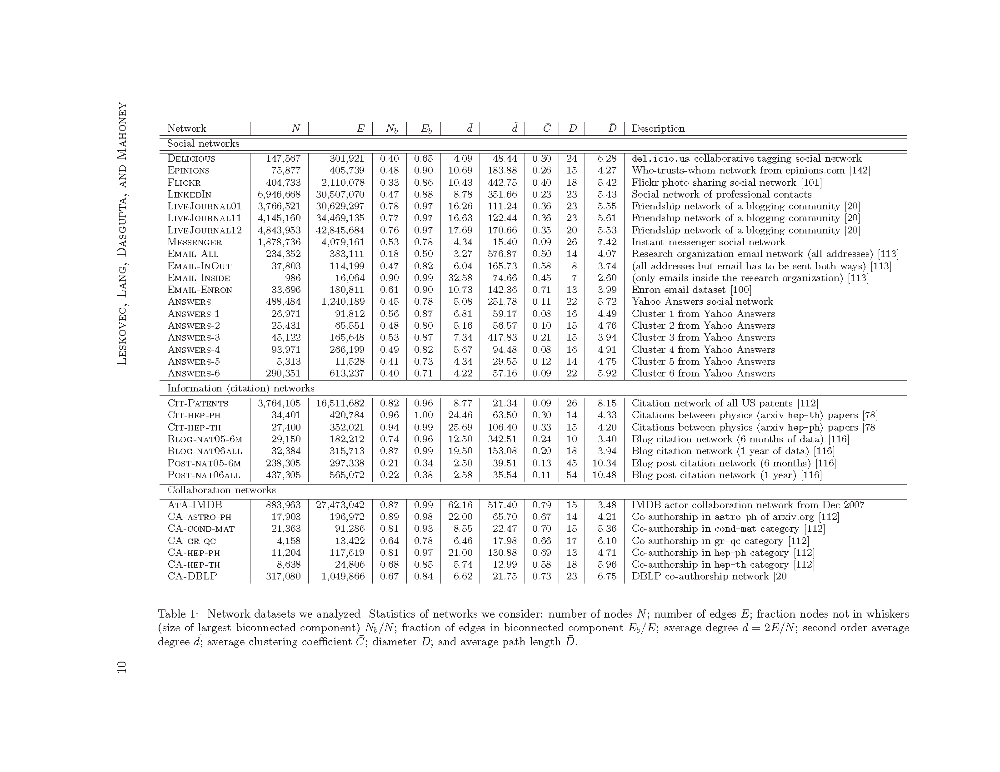 LESKOVEC, LANG, DASGUPTA, AND MAHONEY
Network N E N_b E_b d̄ d̃ C̄ D D̄ Description
Social networks
DELICIOUS 147,567 301,921 0.40 0.65 4.09 48.44 0.30 24 6.28 del.icio.us collaborative tagging social network
EPINIONS 75,877 405,739 0.48 0.90 10.69 183.88 0.26 15 4.27 Who-trusts-whom network from epinions.com [142]
FLICKR 404,733 2,110,078 0.33 0.86 10.43 442.75 0.40 18 5.42 Flickr photo sharing social network [101]
LINKEDIN 6,946,668 30,507,070 0.47 0.88 8.78 351.66 0.23 23 5.43 Social network of professional contacts
LIVEJOURNAL01 3,766,521 30,629,297 0.78 0.97 16.26 111.24 0.36 23 5.55 Friendship network of a blogging community [20]
LIVEJOURNAL11 4,145,160 34,469,135 0.77 0.97 16.63 122.44 0.36 23 5.61 Friendship network of a blogging community [20]
LIVEJOURNAL12 4,843,953 42,845,684 0.76 0.97 17.69 170.66 0.35 20 5.53 Friendship network of a blogging community [20]
MESSENGER 1,878,736 4,079,161 0.53 0.78 4.34 15.40 0.09 26 7.42 Instant messenger social network
EMAIL-ALL 234,352 383,111 0.18 0.50 3.27 576.87 0.50 14 4.07 Research organization email network (all addresses) [113]
EMAIL-INOUT 37,803 114,199 0.47 0.82 6.04 165.73 0.58 8 3.74 (all addresses but email has to be sent both ways) [113]
EMAIL-INSIDE 986 16,064 0.90 0.99 32.58 74.66 0.45 7 2.60 (only emails inside the research organization) [113]
EMAIL-ENRON 33,696 180,811 0.61 0.90 10.73 142.36 0.71 13 3.99 Enron email dataset [100]
ANSWERS 488,484 1,240,189 0.45 0.78 5.08 251.78 0.11 22 5.72 Yahoo Answers social network
ANSWERS-1 26,971 91,812 0.56 0.87 6.81 59.17 0.08 16 4.49 Cluster 1 from Yahoo Answers
ANSWERS-2 25,431 65,551 0.48 0.80 5.16 56.57 0.10 15 4.76 Cluster 2 from Yahoo Answers
ANSWERS-3 45,122 165,648 0.53 0.87 7.34 417.83 0.21 15 3.94 Cluster 3 from Yahoo Answers
ANSWERS-4 93,971 266,199 0.49 0.82 5.67 94.48 0.08 16 4.91 Cluster 4 from Yahoo Answers
ANSWERS-5 5,313 11,528 0.41 0.73 4.34 29.55 0.12 14 4.75 Cluster 5 from Yahoo Answers
ANSWERS-6 290,351 613,237 0.40 0.71 4.22 57.16 0.09 22 5.92 Cluster 6 from Yahoo Answers
Information (citation) networks
CIT-PATENTS 3,764,105 16,511,682 0.82 0.96 8.77 21.34 0.09 26 8.15 Citation network of all US patents [112]
CIT-HEP-PH 34,401 420,784 0.96 1.00 24.46 63.50 0.30 14 4.33 Citations between physics (arxiv hep-th) papers [78]
CIT-HEP-TH 27,400 352,021 0.94 0.99 25.69 106.40 0.33 15 4.20 Citations between physics (arxiv hep-ph) papers [78]
BLOG-NAT05-6M 29,150 182,212 0.74 0.96 12.50 342.51 0.24 10 3.40 Blog citation network (6 months of data) [116]
BLOG-NAT06ALL 32,384 315,713 0.87 0.99 19.50 153.08 0.20 18 3.94 Blog citation network (1 year of data) [116]
POST-NAT05-6M 238,305 297,338 0.21 0.34 2.50 39.51 0.13 45 10.34 Blog post citation network (6 months) [116]
POST-NAT06ALL 437,305 565,072 0.22 0.38 2.58 35.54 0.11 54 10.48 Blog post citation network (1 year) [116]
Collaboration networks
ATA-IMDB 883,963 27,473,042 0.87 0.99 62.16 517.40 0.79 15 3.48 IMDB actor collaboration network from Dec 2007
CA-ASTRO-PH 17,903 196,972 0.89 0.98 22.00 65.70 0.67 14 4.21 Co-authorship in astro-ph of arxiv.org [112]
CA-COND-MAT 21,363 91,286 0.81 0.93 8.55 22.47 0.70 15 5.36 Co-authorship in cond-mat category [112]
CA-GR-QC 4,158 13,422 0.64 0.78 6.46 17.98 0.66 17 6.10 Co-authorship in gr-qc category [112]
CA-HEP-PH 11,204 117,619 0.81 0.97 21.00 130.88 0.69 13 4.71 Co-authorship in hep-ph category [112]
CA-HEP-TH 8,638 24,806 0.68 0.85 5.74 12.99 0.58 18 5.96 Co-authorship in hep-th category [112]
CA-DBLP 317,080 1,049,866 0.67 0.84 6.62 21.75 0.73 23 6.75 DBLP co-authorship network [20]
Table 1: Network datasets we analyzed. Statistics of networks we consider: number of nodes N; number of edges E; fraction nodes not in whiskers
(size of largest biconnected component) N_b/N; fraction of edges in biconnected component E_b/E; average degree d̄ = 2E/N; second order average
degree d̃; average clustering coefficient C̄; diameter D; and average path length D̄.
10